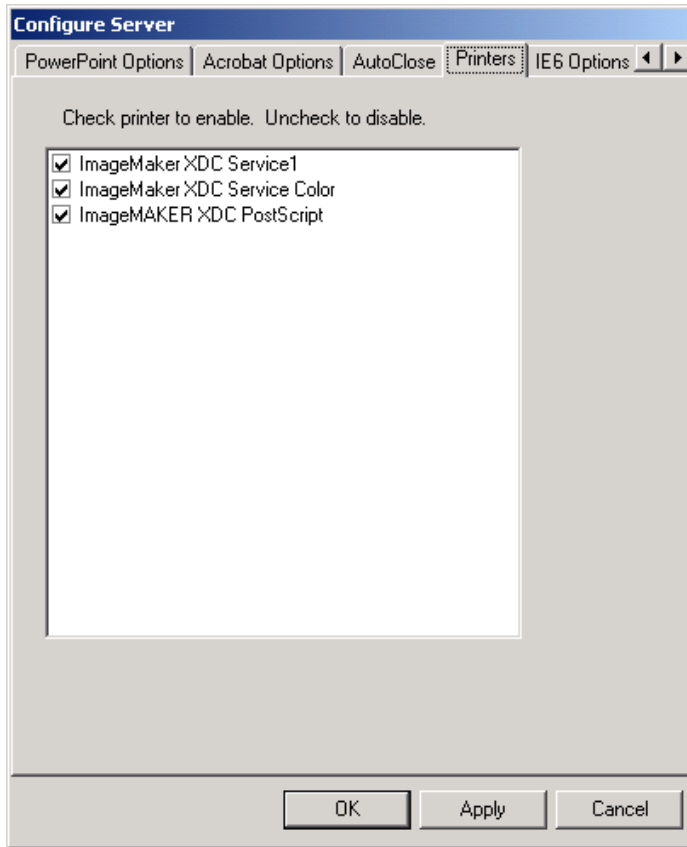 Configure Server
PowerPoint Options Acrobat Options AutoClose Printers IE6 Options
Check printer to enable. Uncheck to disable.
ImageMaker XDC Service1
ImageMaker XDC Service Color
ImageMAKER XDC PostScript
OK Apply Cancel